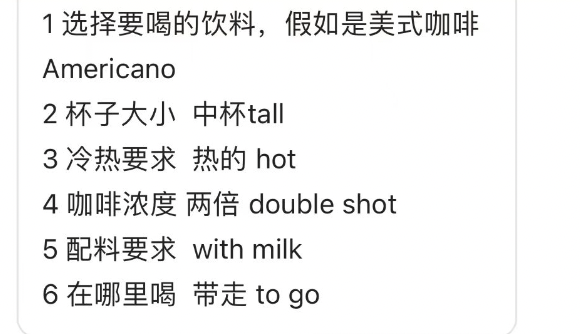 1 选择要喝的饮料，假如是美式咖啡
Americano
2 杯子大小 中杯tall
3 冷热要求 热的 hot
4 咖啡浓度 两倍 double shot
5 配料要求 with milk
6 在哪里喝 带走 to go